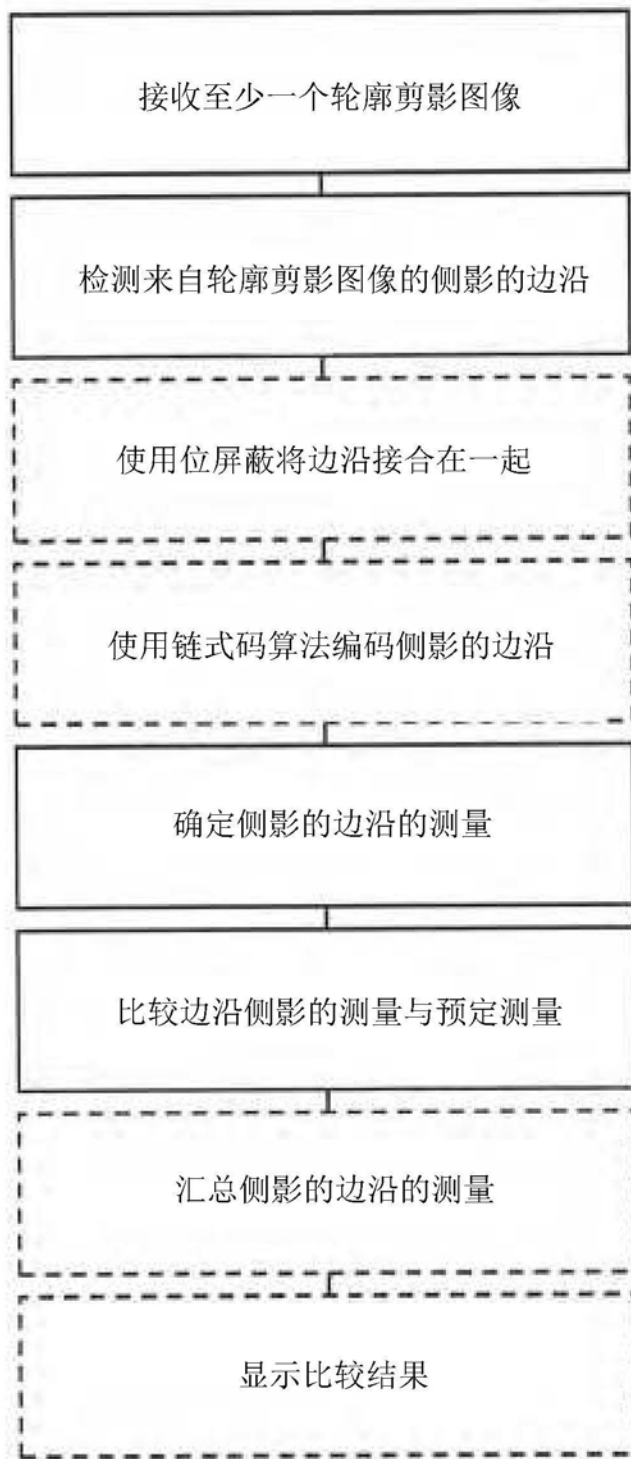 接收至少一个轮廓剪影图像
检测来自轮廓剪影图像的侧影的边沿
使用位屏蔽将边沿接合在一起
使用链式码算法编码侧影的边沿
确定侧影的边沿的测量
比较边沿侧影的测量与预定测量
汇总侧影的边沿的测量
显示比较结果